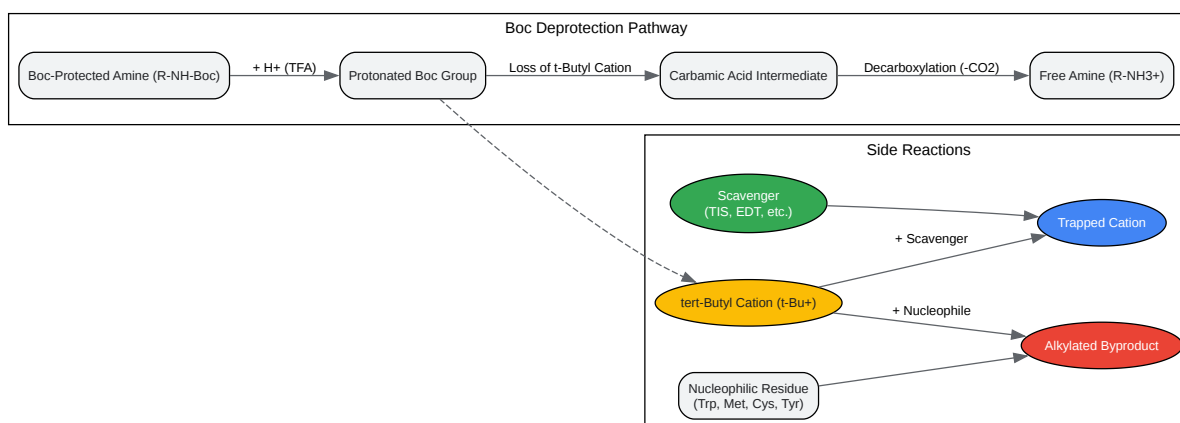 Boc Deprotection Pathway
Boc-Protected Amine (R-NH-Boc)
+ H+ (TFA)
Protonated Boc Group
Loss of t-Butyl Cation
Carbamic Acid Intermediate
Decarboxylation (-CO2)
Free Amine (R-NH3+)
Side Reactions
Scavenger
(TIS, EDT, etc.)
Trapped Cation
+ Scavenger
tert-Butyl Cation (t-Bu+)
+ Nucleophile
Alkylated Byproduct
Nucleophilic Residue
(Trp, Met, Cys, Tyr)